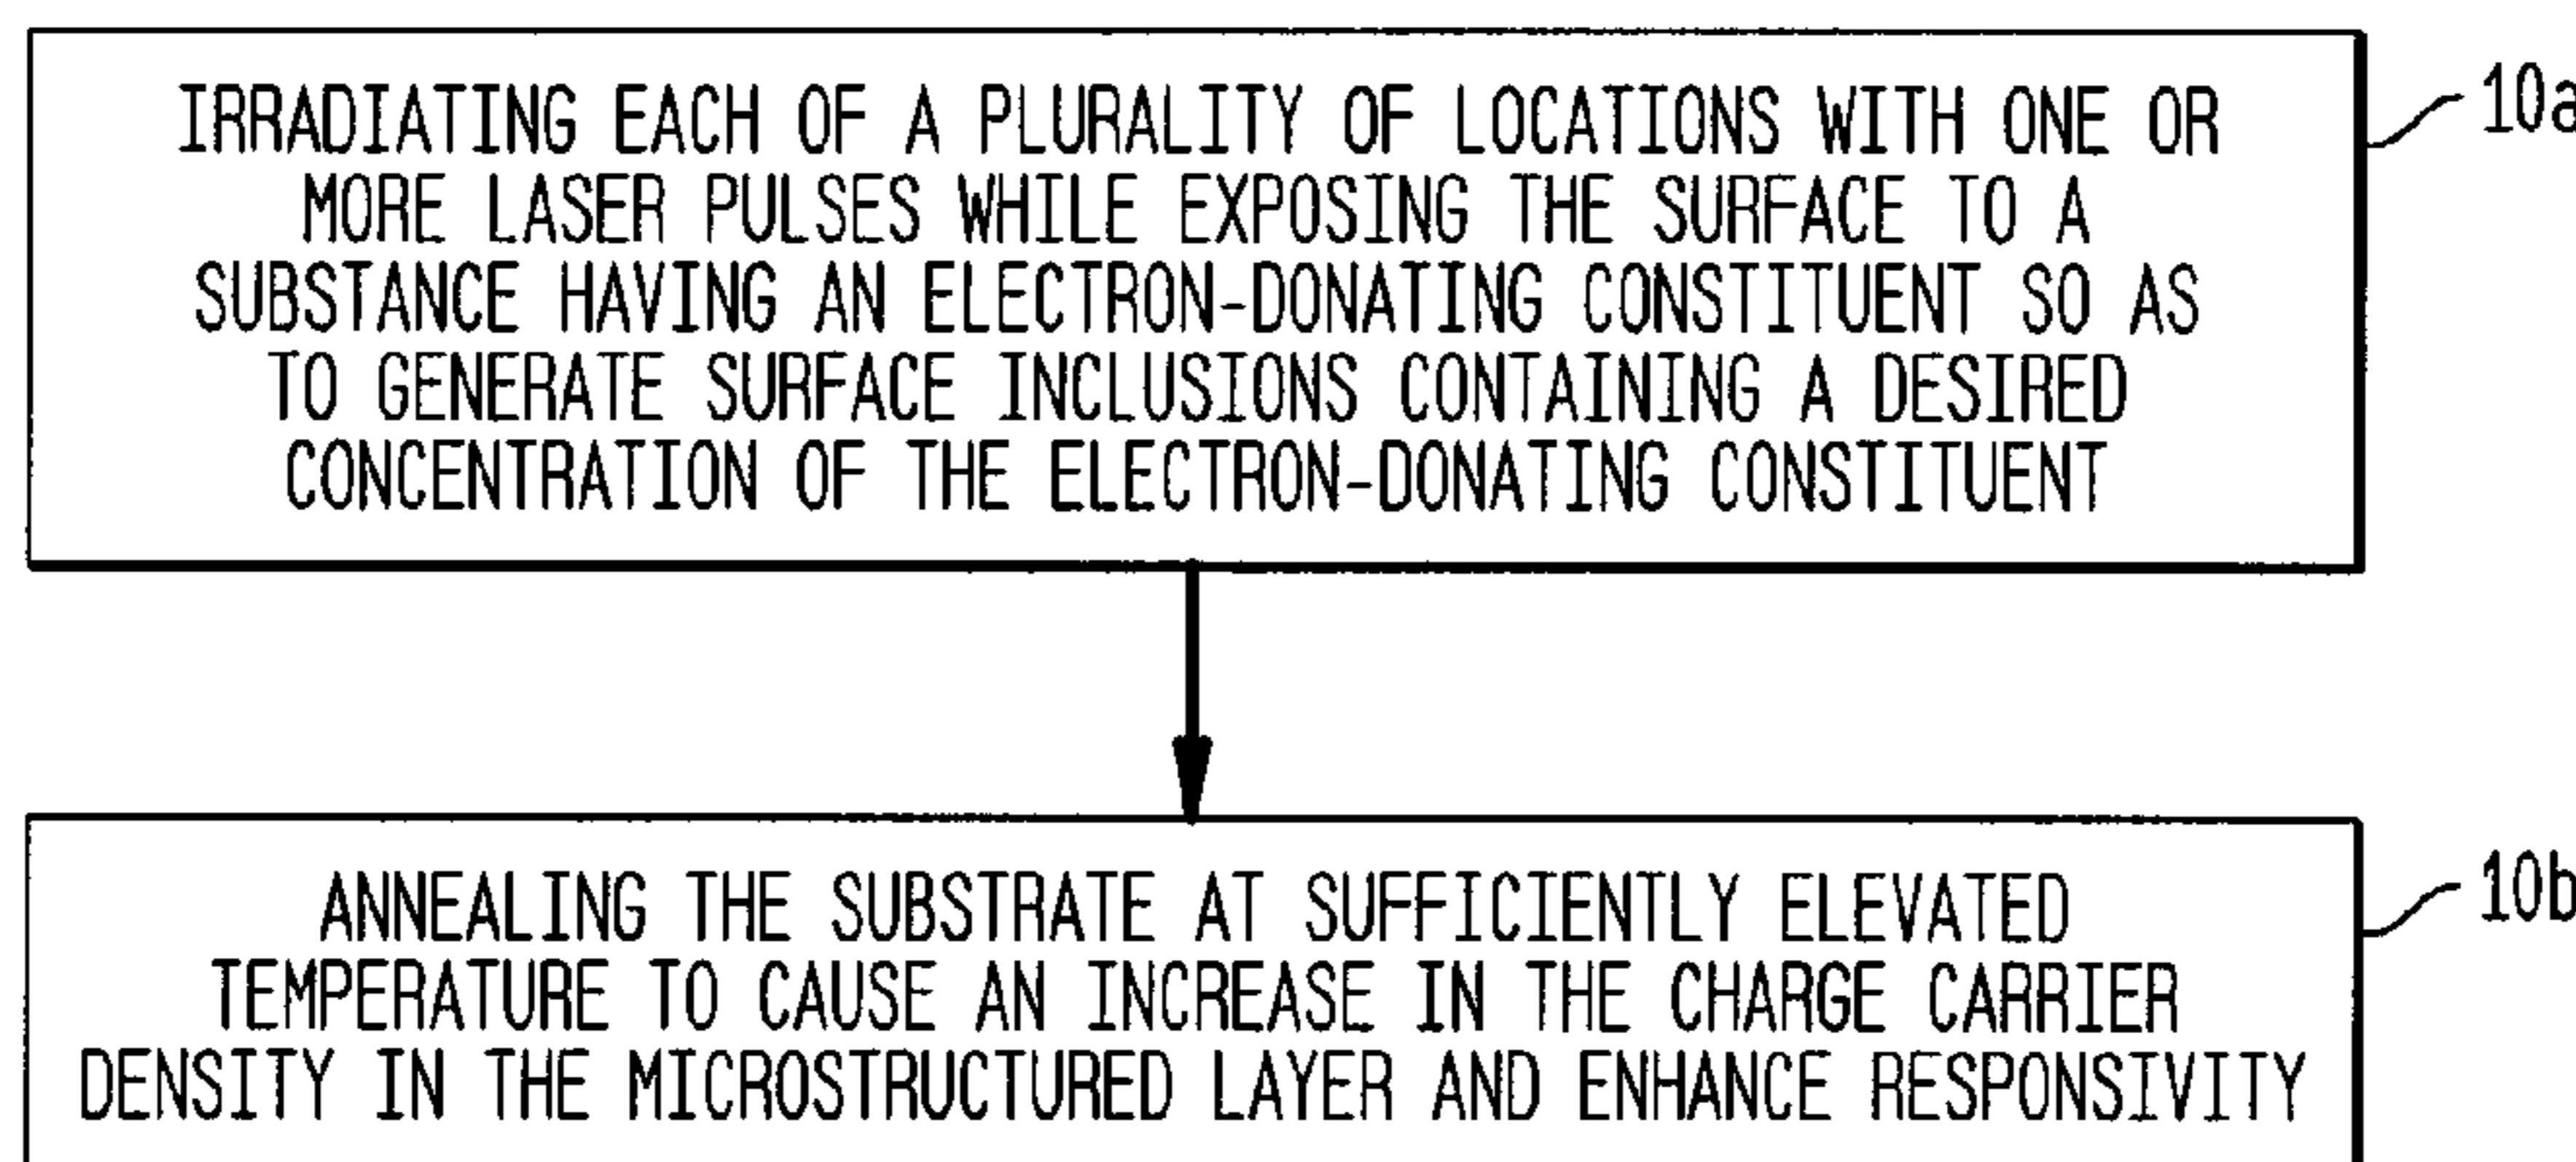 IRRADIATING EACH OF A PLURALITY OF LOCATIONS WITH ONE OR
MORE LASER PULSES WHILE EXPOSING THE SURFACE TO A
SUBSTANCE HAVING AN ELECTRON-DONATING CONSTITUENT SO AS
TO GENERATE SURFACE INCLUSIONS CONTAINING A DESIRED
CONCENTRATION OF THE ELECTRON-DONATING CONSTITUENT
10a
ANNEALING THE SUBSTRATE AT SUFFICIENTLY ELEVATED
TEMPERATURE TO CAUSE AN INCREASE IN THE CHARGE CARRIER
DENSITY IN THE MICROSTRUCTURED LAYER AND ENHANCE RESPONSIVITY
10b